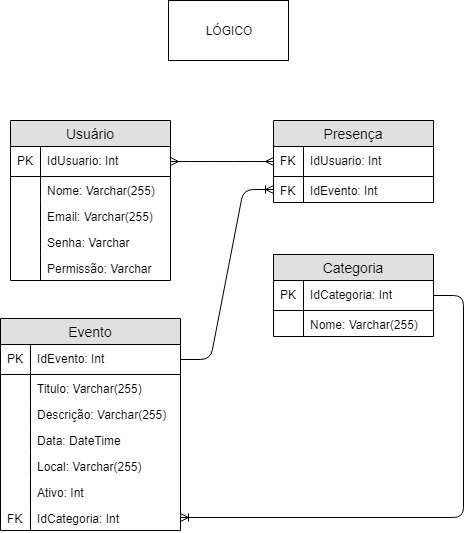 LÓGICO
Usuário
PK IdUsuario: Int
Nome: Varchar(255)
Email: Varchar(255)
Senha: Varchar
Permissão: Varchar
Presença
FK IdUsuario: Int
FK IdEvento: Int
Categoria
PK IdCategoria: Int
Nome: Varchar(255)
Evento
PK IdEvento: Int
Titulo: Varchar(255)
Descrição: Varchar(255)
Data: DateTime
Local: Varchar(255)
Ativo: Int
FK IdCategoria: Int